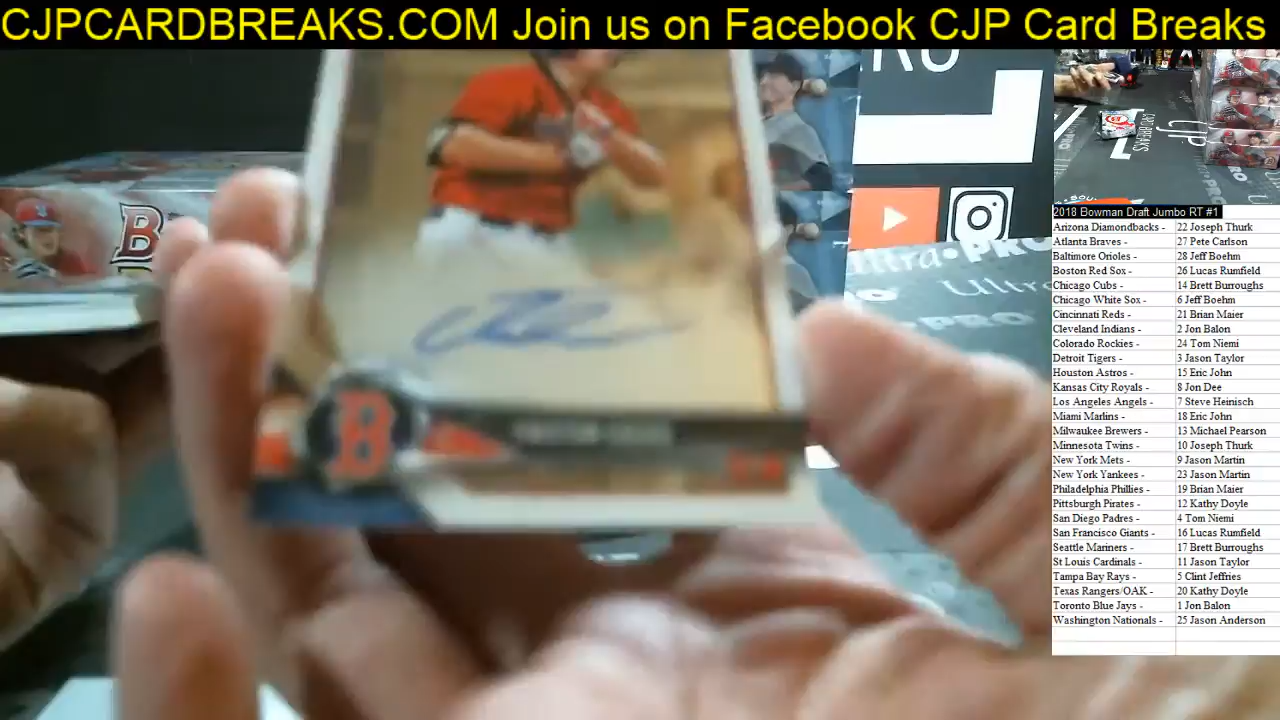 CJPCARDBREAKS.COM Join us on Facebook CJP Card Breaks
B
B
Ultra•PRO
Ultra
PRO
CARD BREAKS
CJP
2018 Bowman Draft Jumbo RT #1
Arizona Diamondbacks - 22 Joseph Thurk
Atlanta Braves - 27 Pete Carlson
Baltimore Orioles - 28 Jeff Boehm
Boston Red Sox - 26 Lucas Rumfield
Chicago Cubs - 14 Brett Burroughs
Chicago White Sox - 6 Jeff Boehm
Cincinnati Reds - 21 Brian Maier
Cleveland Indians - 2 Jon Balon
Colorado Rockies - 24 Tom Niemi
Detroit Tigers - 3 Jason Taylor
Houston Astros - 15 Eric John
Kansas City Royals - 8 Jon Dee
Los Angeles Angels - 7 Steve Heinisch
Miami Marlins - 18 Eric John
Milwaukee Brewers - 13 Michael Pearson
Minnesota Twins - 10 Joseph Thurk
New York Mets - 9 Jason Martin
New York Yankees - 23 Jason Martin
Philadelphia Phillies - 19 Brian Maier
Pittsburgh Pirates - 12 Kathy Doyle
San Diego Padres - 4 Tom Niemi
San Francisco Giants - 16 Lucas Rumfield
Seattle Mariners - 17 Brett Burroughs
St Louis Cardinals - 11 Jason Taylor
Tampa Bay Rays - 5 Clint Jeffries
Texas Rangers/OAK - 20 Kathy Doyle
Toronto Blue Jays - 1 Jon Balon
Washington Nationals - 25 Jason Anderson